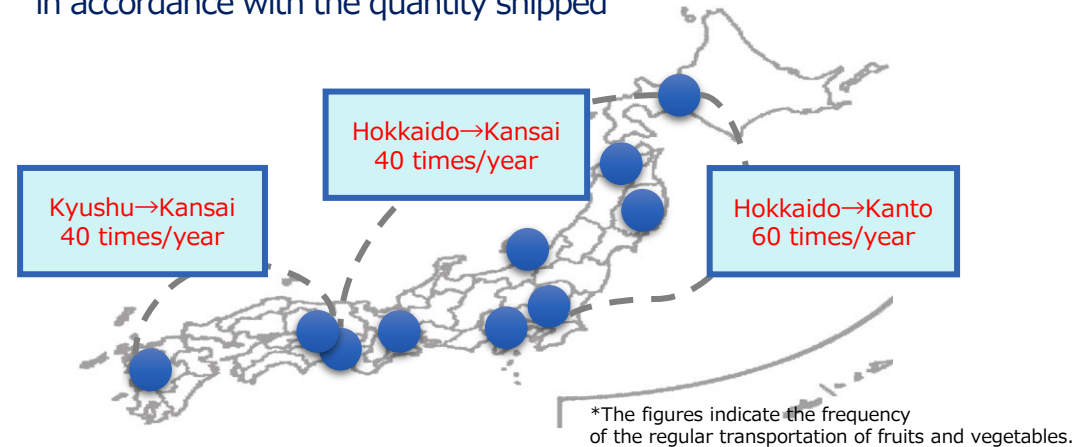 in accordance with the quantity shipped
Hokkaido→Kansai
40 times/year
Kyushu→Kansai
40 times/year
Hokkaido→Kanto
60 times/year
*The figures indicate the frequency
of the regular transportation of fruits and vegetables.